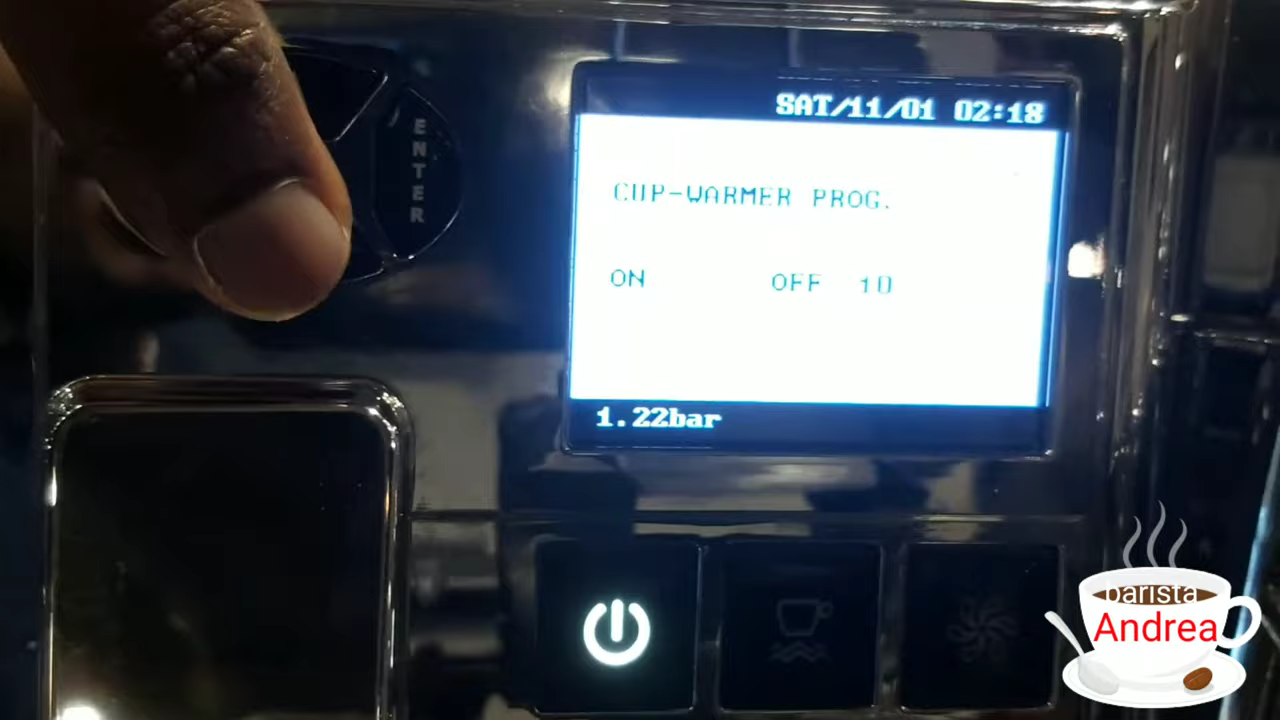 SAT/11/01 02:18
ENTER
CUP-WARMER PROG.
ON OFF 10
1.22bar
barista
Andrea